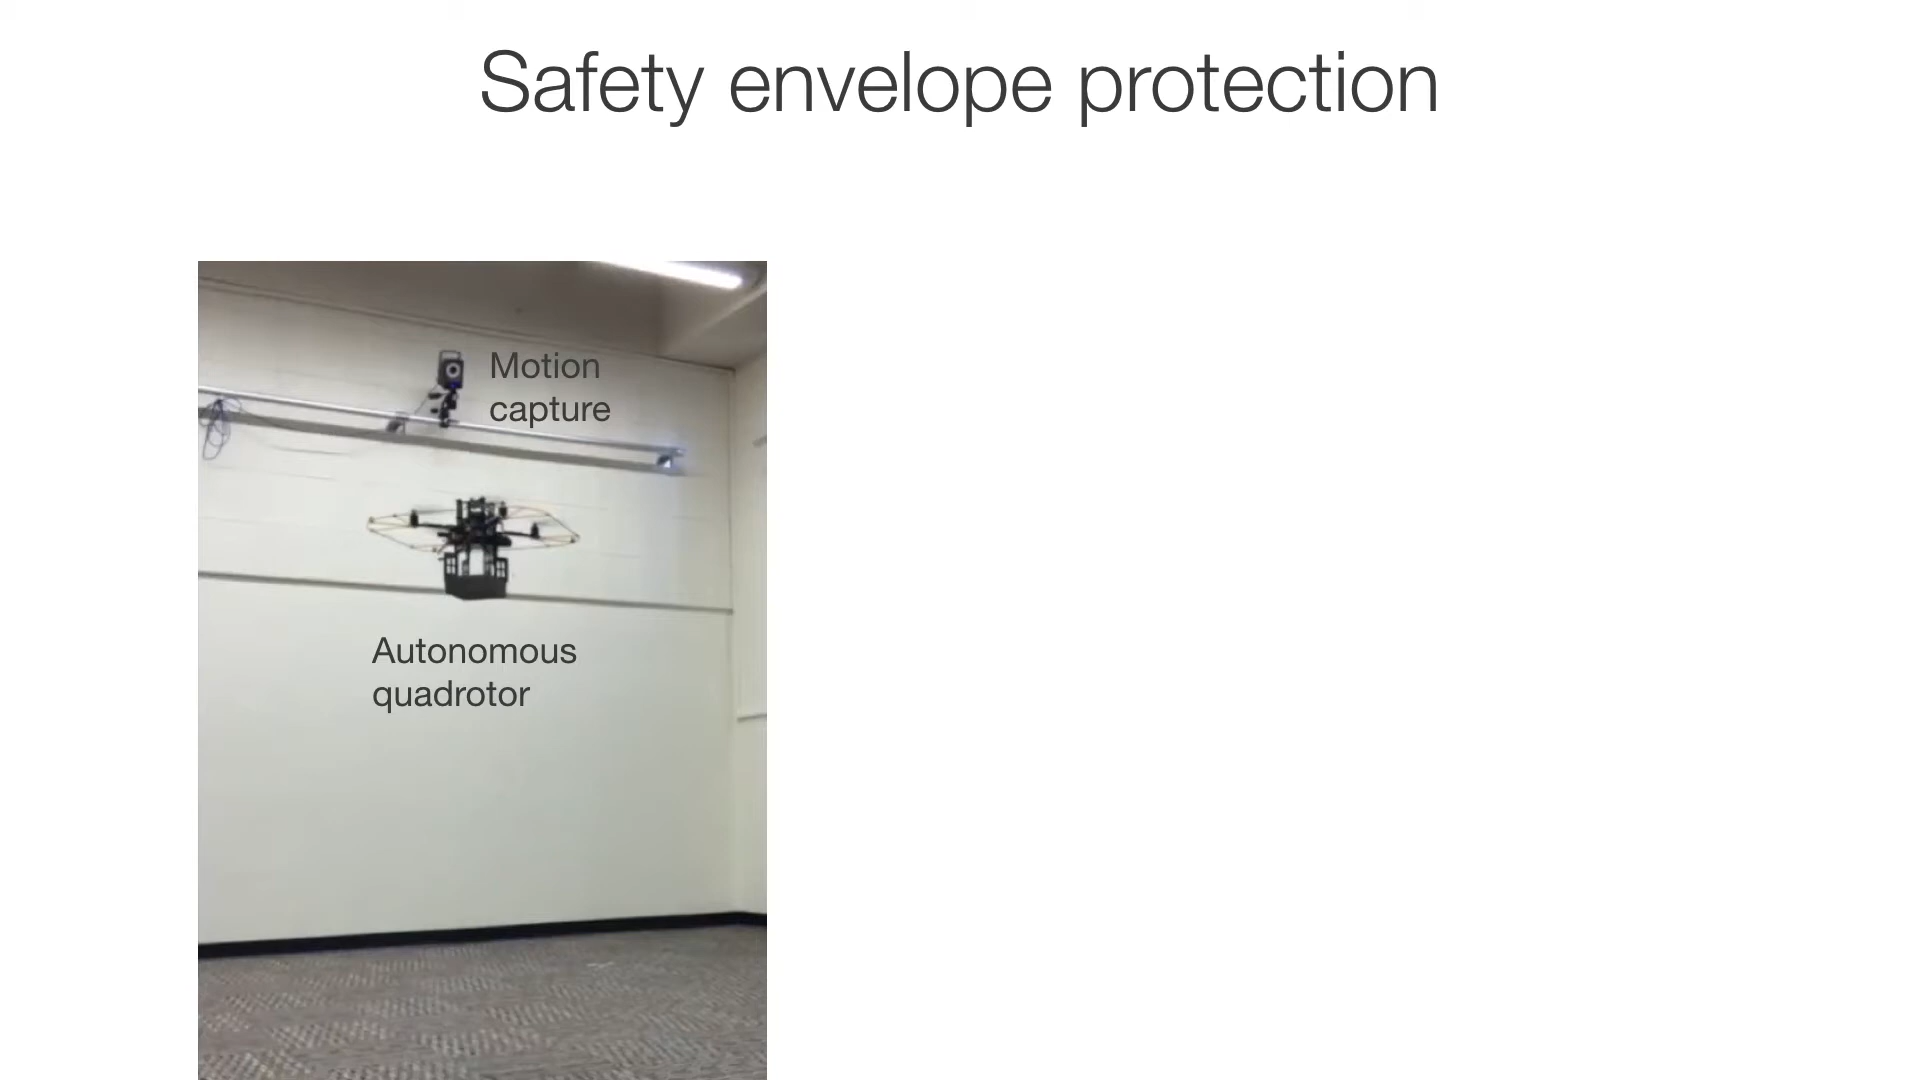 Safety envelope protection
Motion
capture
Autonomous
quadrotor